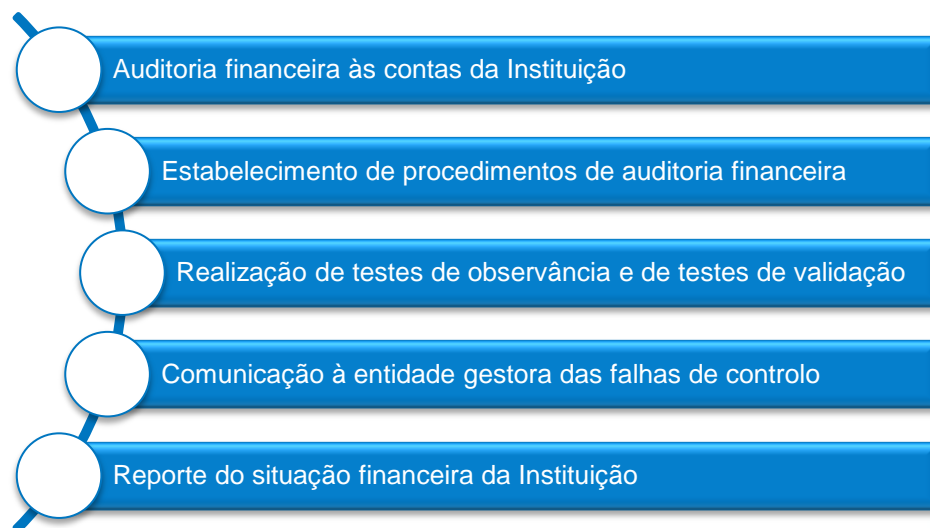 Auditoria financeira às contas da Instituição
Estabelecimento de procedimentos de auditoria financeira
Realização de testes de observância e de testes de validação
Comunicação à entidade gestora das falhas de controlo
Reporte do situação financeira da Instituição